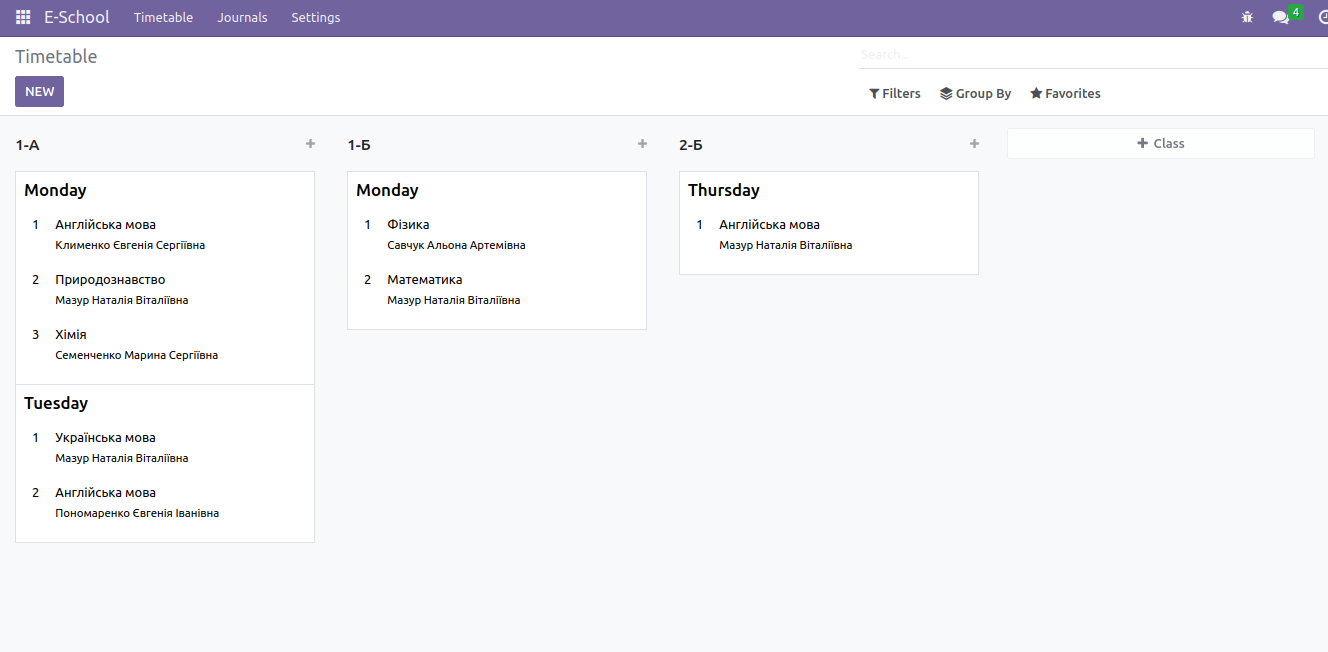 E-School Timetable Journals Settings 4
Timetable
Search...
NEW
Filters Group By Favorites
1-А +
Monday
1 Англійська мова
Клименко Євгенія Сергіївна
2 Природознавство
Мазур Наталія Віталіївна
3 Хімія
Семенченко Марина Сергіївна
Tuesday
1 Українська мова
Мазур Наталія Віталіївна
2 Англійська мова
Пономаренко Євгенія Іванівна
1-Б +
Monday
1 Фізика
Савчук Альона Артемівна
2 Математика
Мазур Наталія Віталіївна
2-Б +
Thursday
1 Англійська мова
Мазур Наталія Віталіївна
+ Class